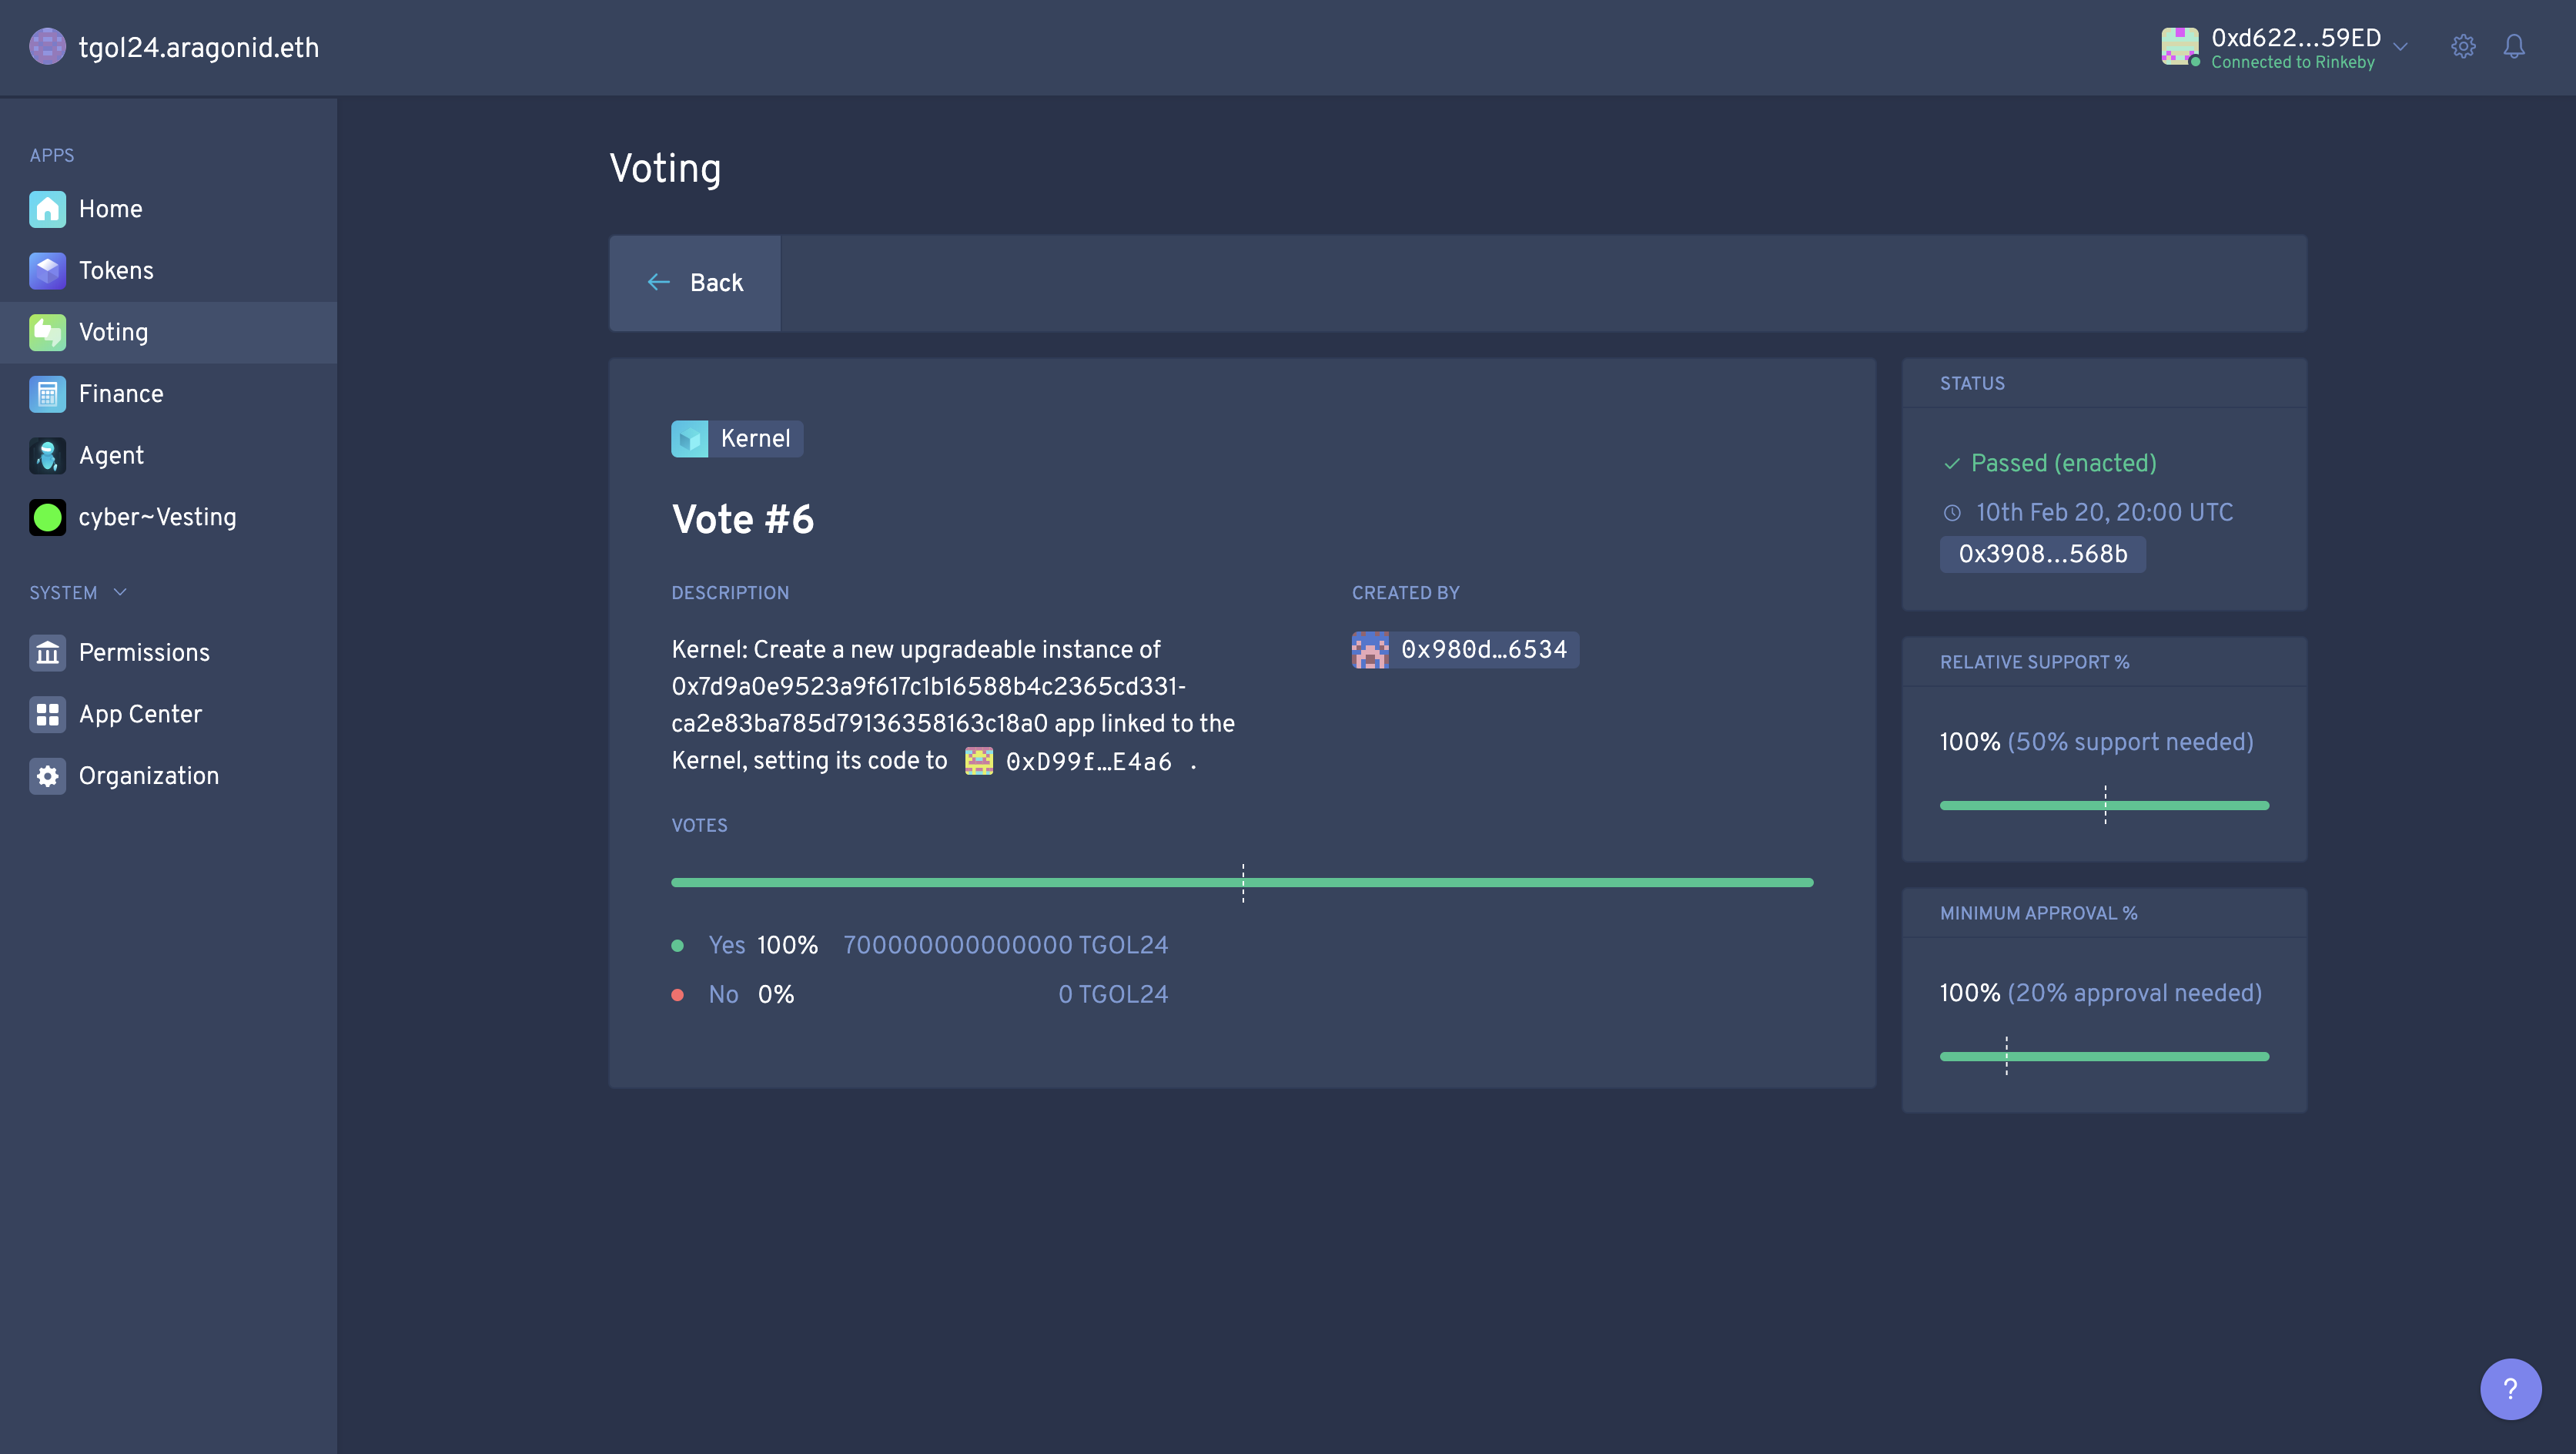 tgol24.aragonid.eth
0xd622...59ED
Connected to Rinkeby
APPS
Home
Tokens
Voting
Finance
Agent
cyber~Vesting
SYSTEM
Permissions
App Center
Organization
Voting
Back
Kernel
Vote #6
DESCRIPTION
Kernel: Create a new upgradeable instance of
0x7d9a0e9523a9f617c1b16588b4c2365cd331-
ca2e83ba785d79136358163c18a0 app linked to the
Kernel, setting its code to 0xD99f…E4a6 .
CREATED BY
0x980d…6534
VOTES
Yes 100% 700000000000000 TGOL24
No 0% 0 TGOL24
STATUS
Passed (enacted)
10th Feb 20, 20:00 UTC
0x3908...568b
RELATIVE SUPPORT %
100% (50% support needed)
MINIMUM APPROVAL %
100% (20% approval needed)
?